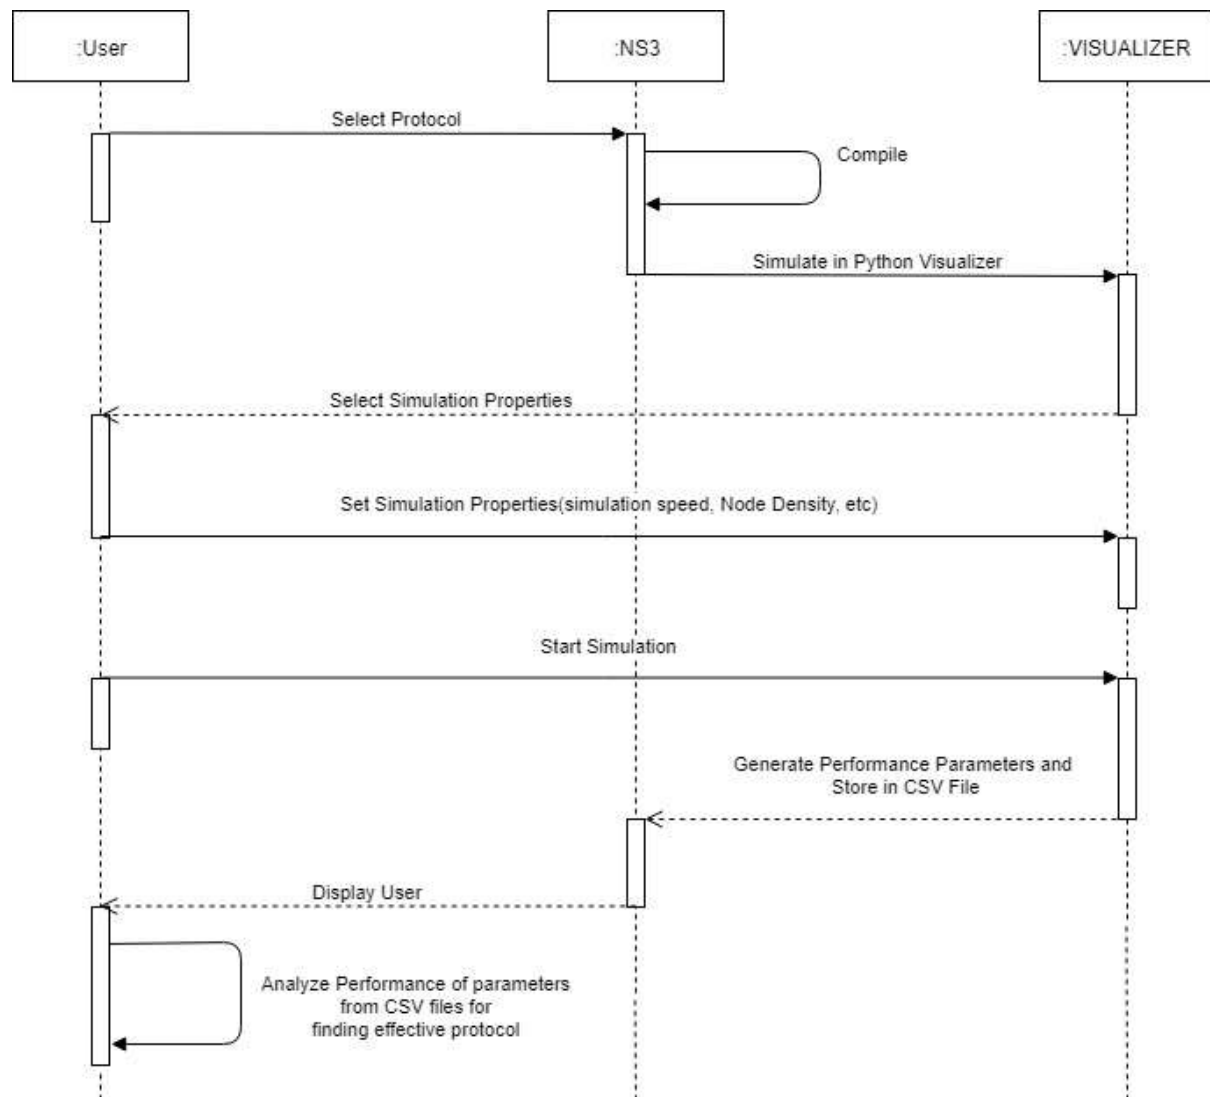 :User
:NS3
:VISUALIZER
Select Protocol
Compile
Simulate in Python Visualizer
Select Simulation Properties
Set Simulation Properties(simulation speed, Node Density, etc)
Start Simulation
Generate Performance Parameters and
Store in CSV File
Display User
Analyze Performance of parameters
from CSV files for
finding effective protocol